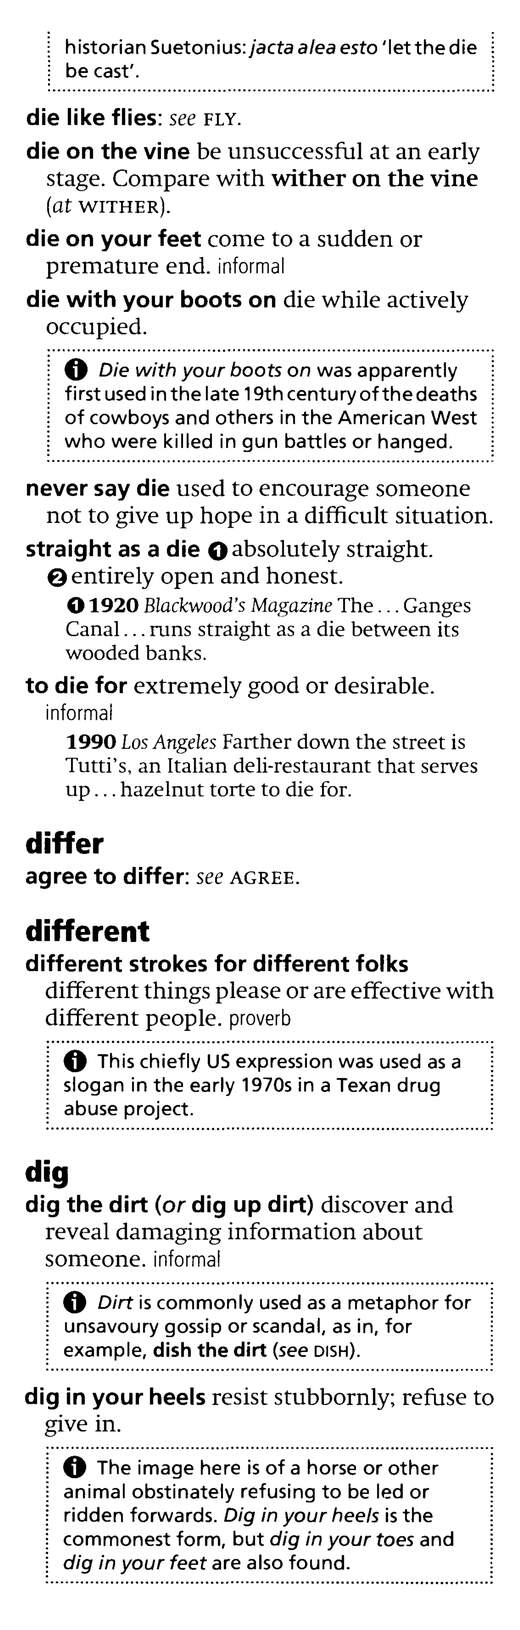 historian Suetonius: jacta alea esto ‘let the die
be cast’.
die like flies: see FLY.
die on the vine be unsuccessful at an early
stage. Compare with wither on the vine
(at WITHER).
die on your feet come to a sudden or
premature end. informal
die with your boots on die while actively
occupied.
ℹ Die with your boots on was apparently
first used in the late 19th century of the deaths
of cowboys and others in the American West
who were killed in gun battles or hanged.
never say die used to encourage someone
not to give up hope in a difficult situation.
straight as a die ❶ absolutely straight.
❷ entirely open and honest.
❶ 1920 Blackwood’s Magazine The... Ganges
Canal... runs straight as a die between its
wooded banks.
to die for extremely good or desirable.
informal
1990 Los Angeles Farther down the street is
Tutti’s, an Italian deli-restaurant that serves
up... hazelnut torte to die for.
differ
agree to differ: see AGREE.
different
different strokes for different folks
different things please or are effective with
different people. proverb
ℹ This chiefly US expression was used as a
slogan in the early 1970s in a Texan drug
abuse project.
dig
dig the dirt (or dig up dirt) discover and
reveal damaging information about
someone. informal
ℹ Dirt is commonly used as a metaphor for
unsavoury gossip or scandal, as in, for
example, dish the dirt (see DISH).
dig in your heels resist stubbornly; refuse to
give in.
ℹ The image here is of a horse or other
animal obstinately refusing to be led or
ridden forwards. Dig in your heels is the
commonest form, but dig in your toes and
dig in your feet are also found.